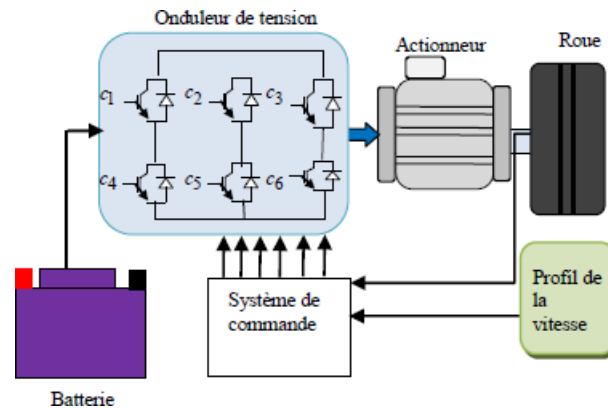 Onduleur de tension
Actionneur
Roue
c1 c2 c3
c4 c5 c6
Système de
commande
Profil de
la
vitesse
Batterie